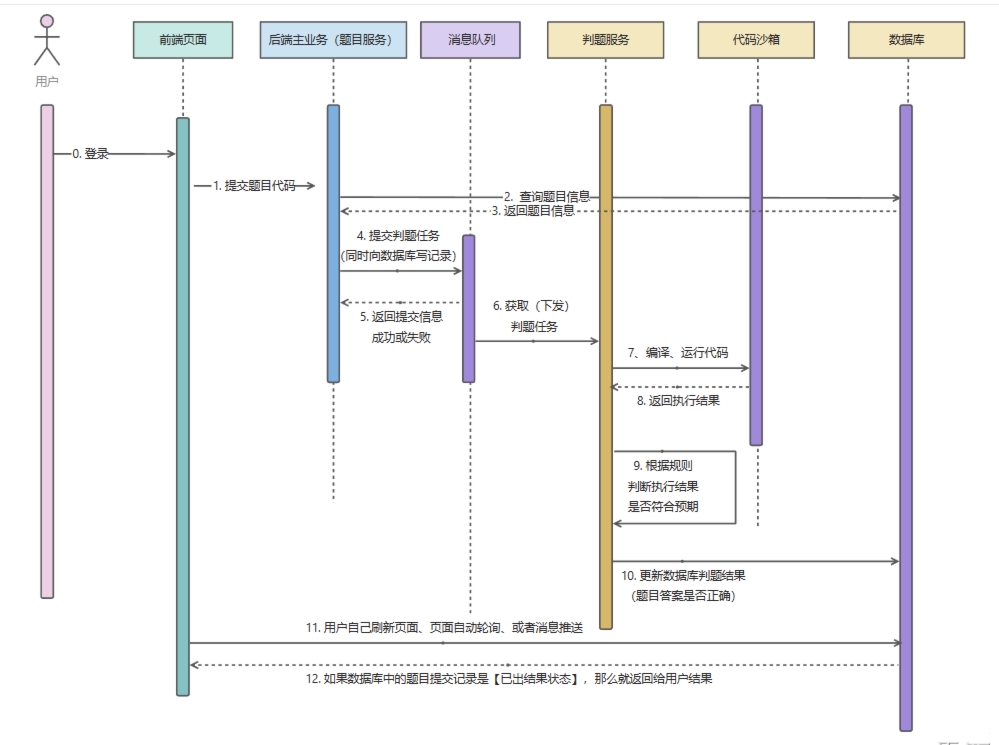 前端页面
后端主业务（题目服务）
消息队列
判题服务
代码沙箱
数据库
用户
0. 登录
1. 提交题目代码
2. 查询题目信息
3. 返回题目信息
4. 提交判题任务
(同时向数据库写记录)
5. 返回提交信息
成功或失败
6. 获取（下发）
判题任务
7、编译、运行代码
8. 返回执行结果
9. 根据规则
判断执行结果
是否符合预期
10. 更新数据库判题结果
（题目答案是否正确）
11. 用户自己刷新页面、页面自动轮询、或者消息推送
12. 如果数据库中的题目提交记录是【已出结果状态】，那么就返回给用户结果